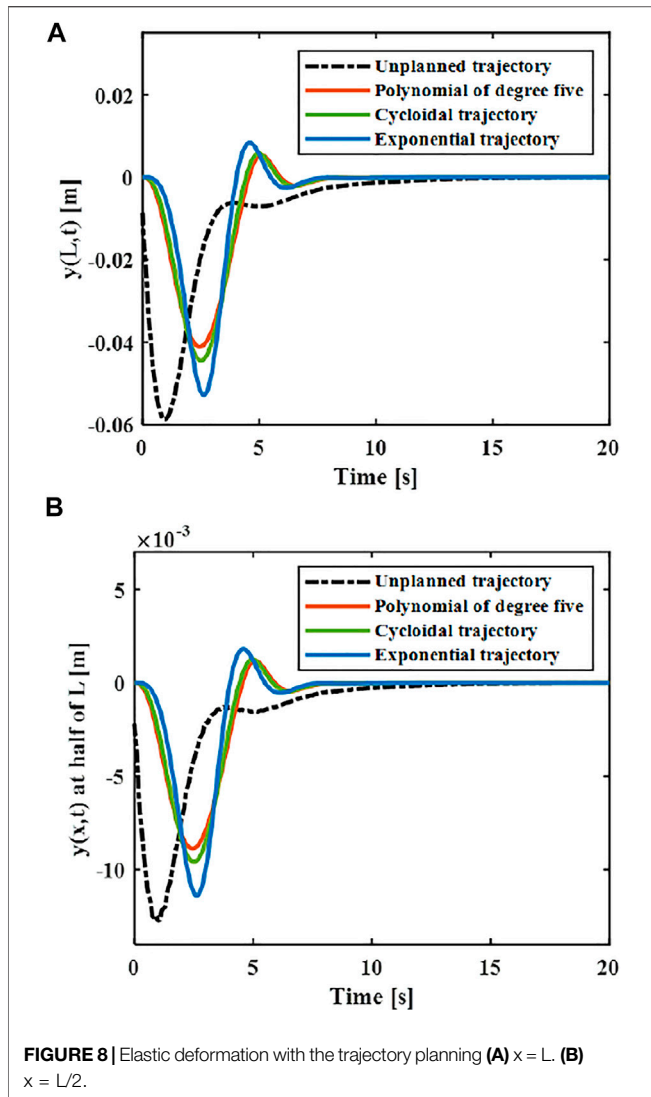 A
Unplanned trajectory
Polynomial of degree five
Cycloidal trajectory
Exponential trajectory
0.02
0
-0.02
-0.04
-0.06
y(L,t) [m]
0 5 10 15 20
Time [s]
B
×10⁻³
Unplanned trajectory
Polynomial of degree five
Cycloidal trajectory
Exponential trajectory
5
0
-5
-10
y(x,t) at half of L [m]
0 5 10 15 20
Time [s]
FIGURE 8 | Elastic deformation with the trajectory planning (A) x = L. (B)
x = L/2.